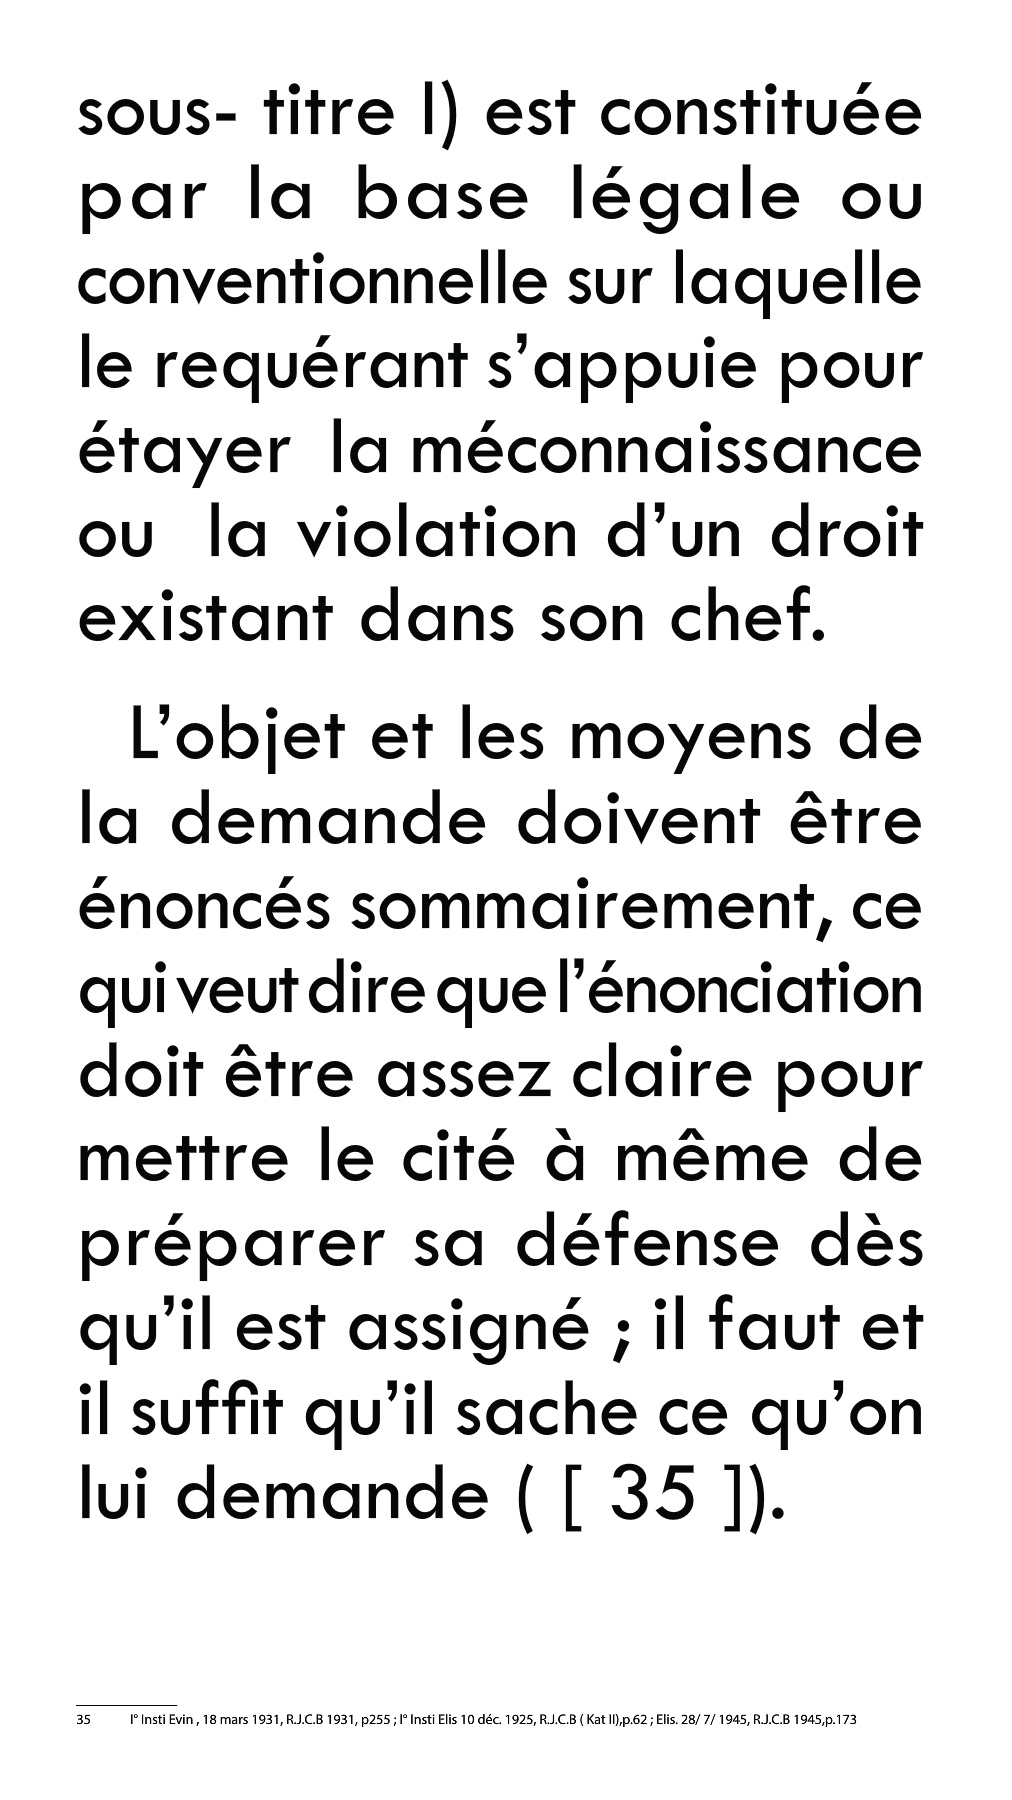 sous- titre I) est constituée
par la base légale ou
conventionnelle sur laquelle
le requérant s’appuie pour
étayer la méconnaissance
ou la violation d’un droit
existant dans son chef.
L’objet et les moyens de
la demande doivent être
énoncés sommairement, ce
qui veut dire que l’énonciation
doit être assez claire pour
mettre le cité à même de
préparer sa défense dès
qu’il est assigné ; il faut et
il suffit qu’il sache ce qu’on
lui demande ( [ 35 ]).
35 I° Insti Evin , 18 mars 1931, R.J.C.B 1931, p255 ; I° Insti Elis 10 déc. 1925, R.J.C.B ( Kat II),p.62 ; Elis. 28/ 7/ 1945, R.J.C.B 1945,p.173